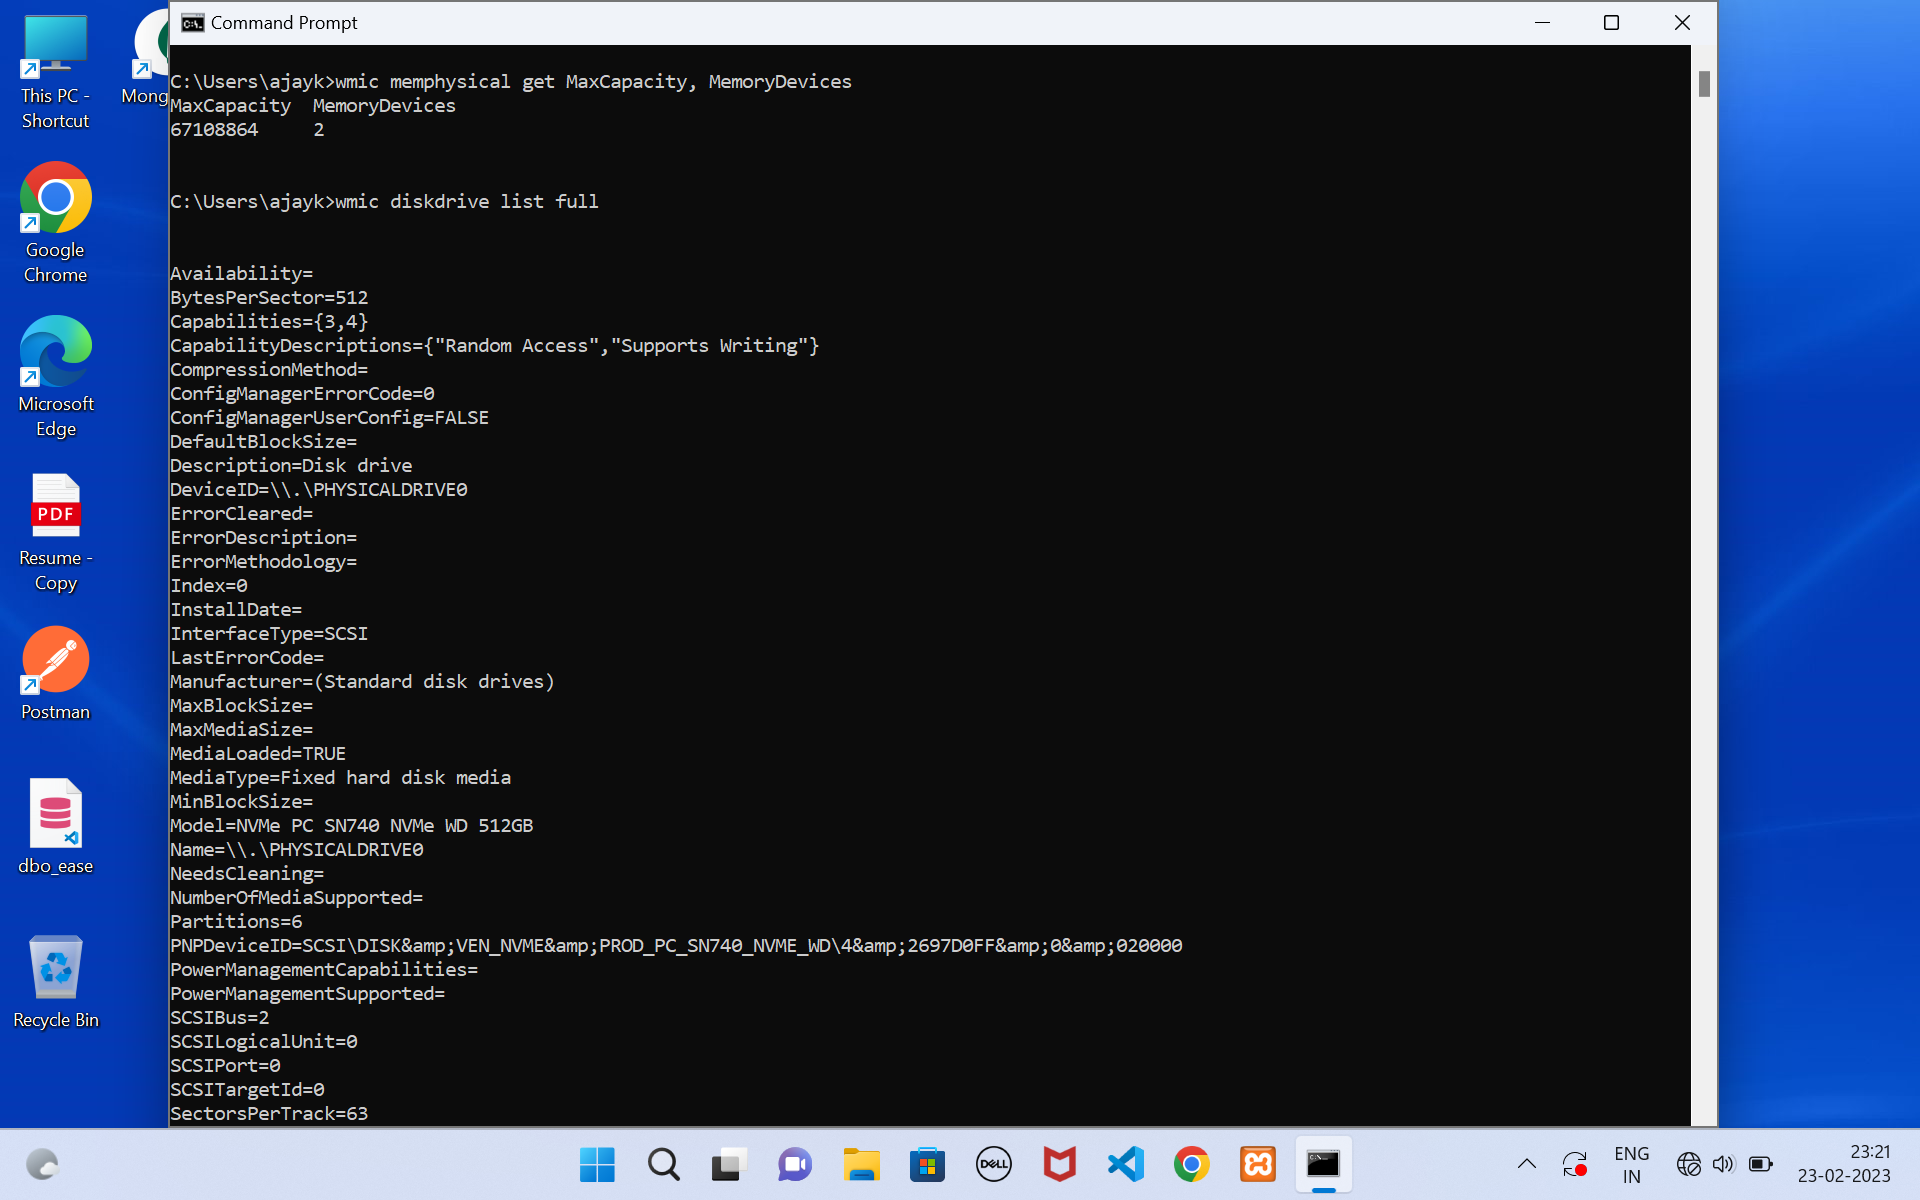 This PC -
Shortcut
Mong
Google
Chrome
Microsoft
Edge
PDF
Resume -
Copy
Postman
dbo_ease
Recycle Bin
Command Prompt
C:\Users\ajayk>wmic memphysical get MaxCapacity, MemoryDevices
MaxCapacity  MemoryDevices
67108864     2
C:\Users\ajayk>wmic diskdrive list full
Availability=
BytesPerSector=512
Capabilities={3,4}
CapabilityDescriptions={"Random Access","Supports Writing"}
CompressionMethod=
ConfigManagerErrorCode=0
ConfigManagerUserConfig=FALSE
DefaultBlockSize=
Description=Disk drive
DeviceID=\\.\PHYSICALDRIVE0
ErrorCleared=
ErrorDescription=
ErrorMethodology=
Index=0
InstallDate=
InterfaceType=SCSI
LastErrorCode=
Manufacturer=(Standard disk drives)
MaxBlockSize=
MaxMediaSize=
MediaLoaded=TRUE
MediaType=Fixed hard disk media
MinBlockSize=
Model=NVMe PC SN740 NVMe WD 512GB
Name=\\.\PHYSICALDRIVE0
NeedsCleaning=
NumberOfMediaSupported=
Partitions=6
PNPDeviceID=SCSI\DISK&amp;VEN_NVME&amp;PROD_PC_SN740_NVME_WD\4&amp;2697D0FF&amp;0&amp;020000
PowerManagementCapabilities=
PowerManagementSupported=
SCSIBus=2
SCSILogicalUnit=0
SCSIPort=0
SCSITargetId=0
SectorsPerTrack=63
DELL
ENG
IN
23:21
23-02-2023